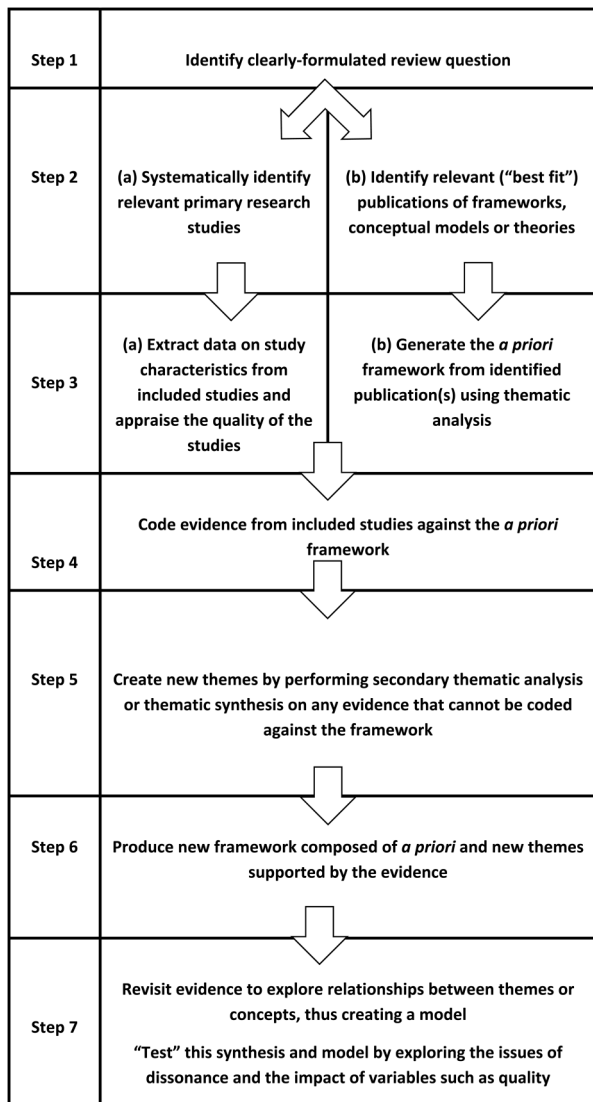 Step 1
Identify clearly-formulated review question
Step 2
(a) Systematically identify
relevant primary research
studies
(b) Identify relevant (“best fit”)
publications of frameworks,
conceptual models or theories
Step 3
(a) Extract data on study
characteristics from
included studies and
appraise the quality of the
studies
(b) Generate the a priori
framework from identified
publication(s) using thematic
analysis
Step 4
Code evidence from included studies against the a priori
framework
Step 5
Create new themes by performing secondary thematic analysis
or thematic synthesis on any evidence that cannot be coded
against the framework
Step 6
Produce new framework composed of a priori and new themes
supported by the evidence
Step 7
Revisit evidence to explore relationships between themes or
concepts, thus creating a model
“Test” this synthesis and model by exploring the issues of
dissonance and the impact of variables such as quality